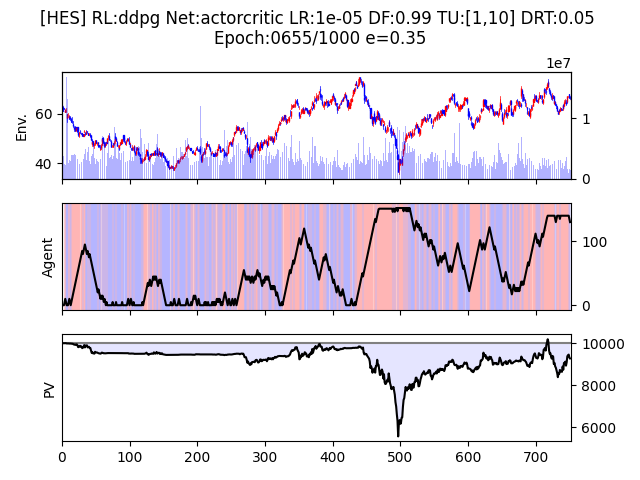 [HES] RL:ddpg Net:actorcritic LR:1e-05 DF:0.99 TU:[1,10] DRT:0.05
Epoch:0655/1000 e=0.35
1e7
Env.
60
40
1
0
Agent
100
0
PV
10000
8000
6000
0 100 200 300 400 500 600 700